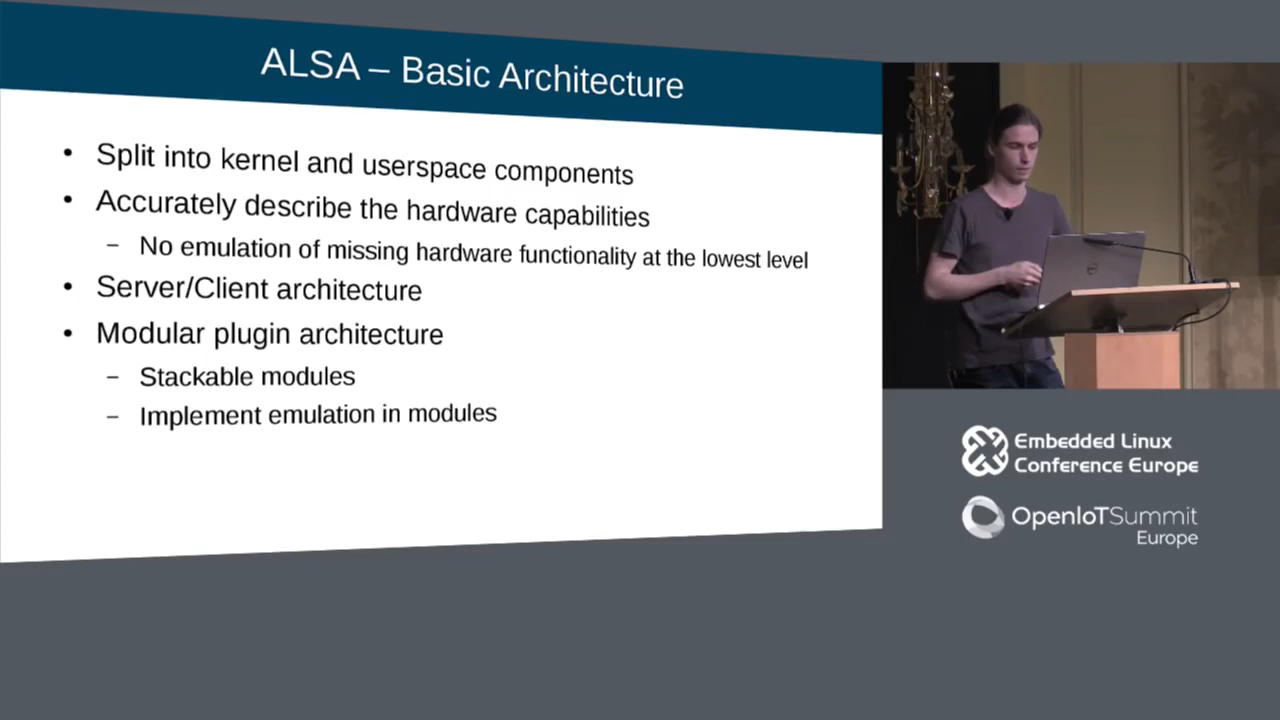 ALSA – Basic Architecture
• Split into kernel and userspace components
• Accurately describe the hardware capabilities
– No emulation of missing hardware functionality at the lowest level
• Server/Client architecture
• Modular plugin architecture
– Stackable modules
– Implement emulation in modules
Embedded Linux
Conference Europe
OpenIoTSummit
Europe